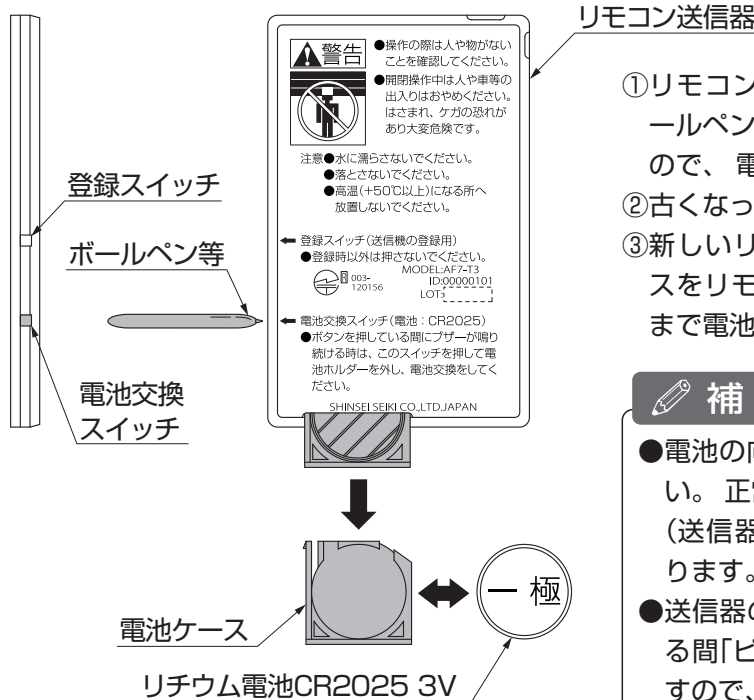 リモコン送信器
警告
●操作の際は人や物がない
ことを確認してください。
●開閉操作中は人や車等の
出入りはおやめください。
はさまれ、ケガの恐れが
あり大変危険です。
注意●水に濡らさないでください。
●落とさないでください。
●高温(+50℃以上)になる所へ
放置しないでください。
登録スイッチ(送信機の登録用)
●登録時以外は押さないでください。
003-
120156
MODEL:AF7-T3
ID:00000101
LOT:
電池交換スイッチ(電池:CR2025)
●ボタンを押している間にブザーが鳴り
続ける時は、このスイッチを押して電
池ホルダーを外し、電池交換をしてく
ださい。
SHINSEI SEIKI CO.,LTD.JAPAN
登録スイッチ
ボールペン等
電池交換
スイッチ
電池ケース
一極
リチウム電池CR2025 3V
①リモコン
ールペン
ので、電
②古くなっ
③新しいリ
スをリモ
まで電池
補
●電池の向
い。正常
(送信器
ります。
●送信器の
る間「ピ
すので、